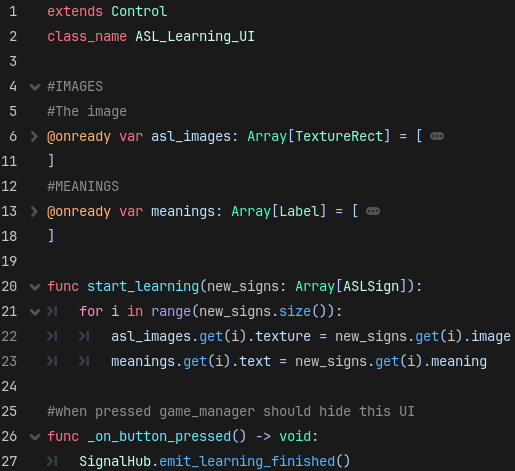 1 extends Control
2 class_name ASL_Learning_UI
3
4 #IMAGES
5 #The image
6 @onready var asl_images: Array[TextureRect] = [
11 ]
12 #MEANINGS
13 @onready var meanings: Array[Label] = [
18 ]
19
20 func start_learning(new_signs: Array[ASLSign]):
21 for i in range(new_signs.size()):
22 asl_images.get(i).texture = new_signs.get(i).image
23 meanings.get(i).text = new_signs.get(i).meaning
24
25 #when pressed game_manager should hide this UI
26 func _on_button_pressed() -> void:
27 SignalHub.emit_learning_finished()